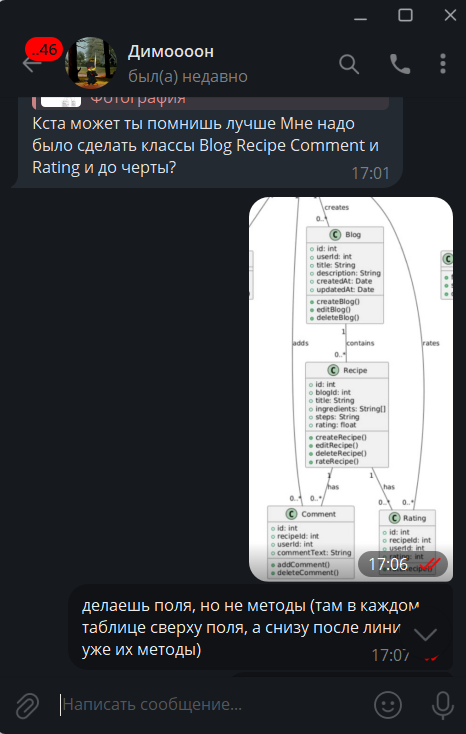 ..46
Димоооон
был(а) недавно
Фотография
Кста может ты помнишь лучше Мне надо
было сделать классы Blog Recipe Comment и
Rating и до черты?
17:01
creates
0..*
C Blog
id: int
userId: int
title: String
description: String
createdAt: Date
updatedAt: Date
createBlog()
editBlog()
deleteBlog()
1
adds
contains
rates
0..*
C Recipe
id: int
blogId: int
title: String
ingredients: String[]
steps: String
rating: float
createRecipe()
editRecipe()
deleteRecipe()
rateRecipe()
1
1
has
has
0..*
0..*
0..*
0..*
C Comment
id: int
recipeId: int
userId: int
commentText: String
addComment()
deleteComment()
C Rating
id: int
recipeId: int
userId: int
rating: int
17:06
делаешь поля, но не методы (там в каждом
таблице сверху поля, а снизу после лини
уже их методы)
17:07
Написать сообщение...